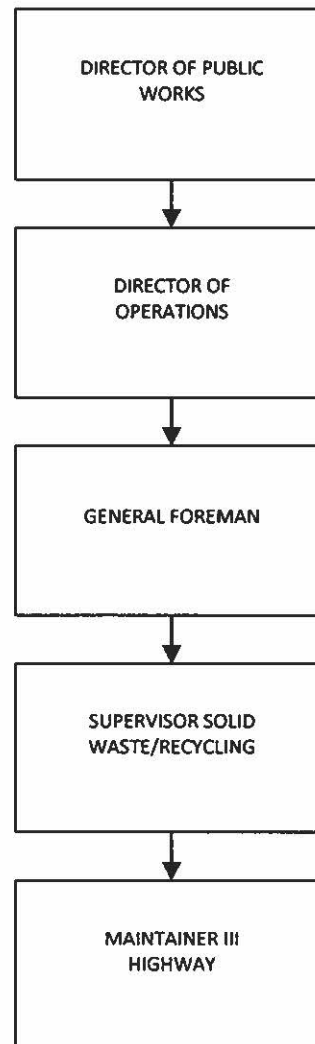 DIRECTOR OF PUBLIC
WORKS
DIRECTOR OF
OPERATIONS
GENERAL FOREMAN
SUPERVISOR SOLID
WASTE/RECYCLING
MAINTAINER III
HIGHWAY